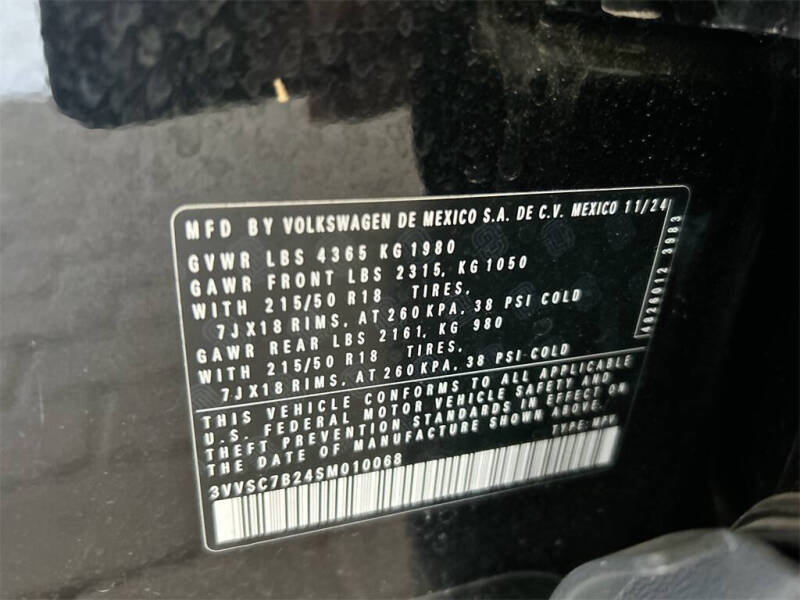 MFD BY VOLKSWAGEN DE MEXICO S.A. DE C.V. MEXICO 11/24
GVWR LBS 4365 KG 1980
GAWR FRONT LBS 2315, KG 1050
WITH 215/50 R18 TIRES,
7JX18 RIMS, AT 260 KPA, 38 PSI COLD
GAWR REAR LBS 2161, KG 980
WITH 215/50 R18 TIRES,
7JX18 RIMS, AT 260 KPA, 38 PSI COLD
THIS VEHICLE CONFORMS TO ALL APPLICABLE
U.S. FEDERAL MOTOR VEHICLE SAFETY AND
THEFT PREVENTION STANDARDS IN EFFECT ON
THE DATE OF MANUFACTURE SHOWN ABOVE.
TYPE: MPV
3VVSC7B24SM010068
3983